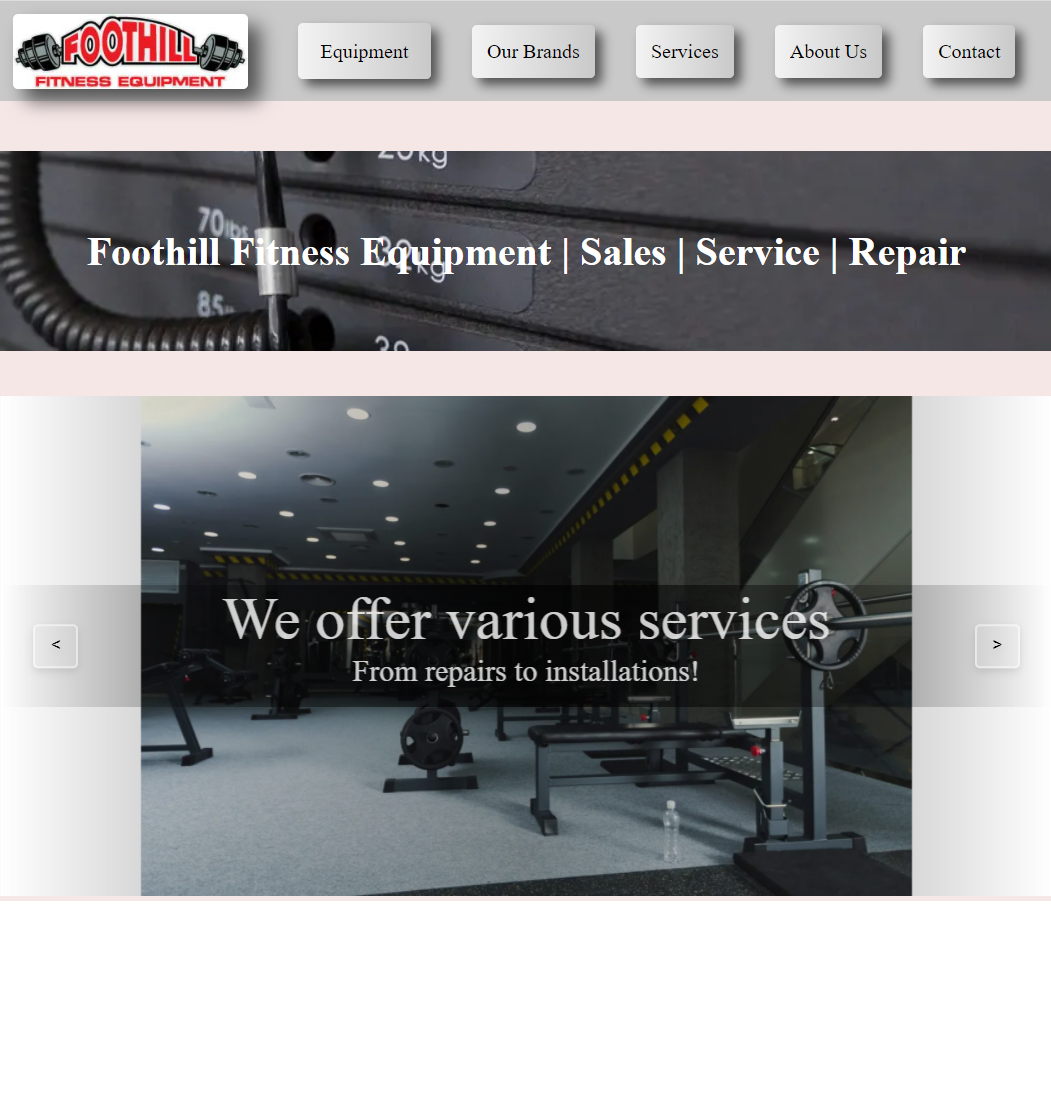 FOOTHILL
FITNESS EQUIPMENT
Equipment
Our Brands
Services
About Us
Contact
70lbs
Foothill Fitness Equipment | Sales | Service | Repair
We offer various services
<
>
From repairs to installations!